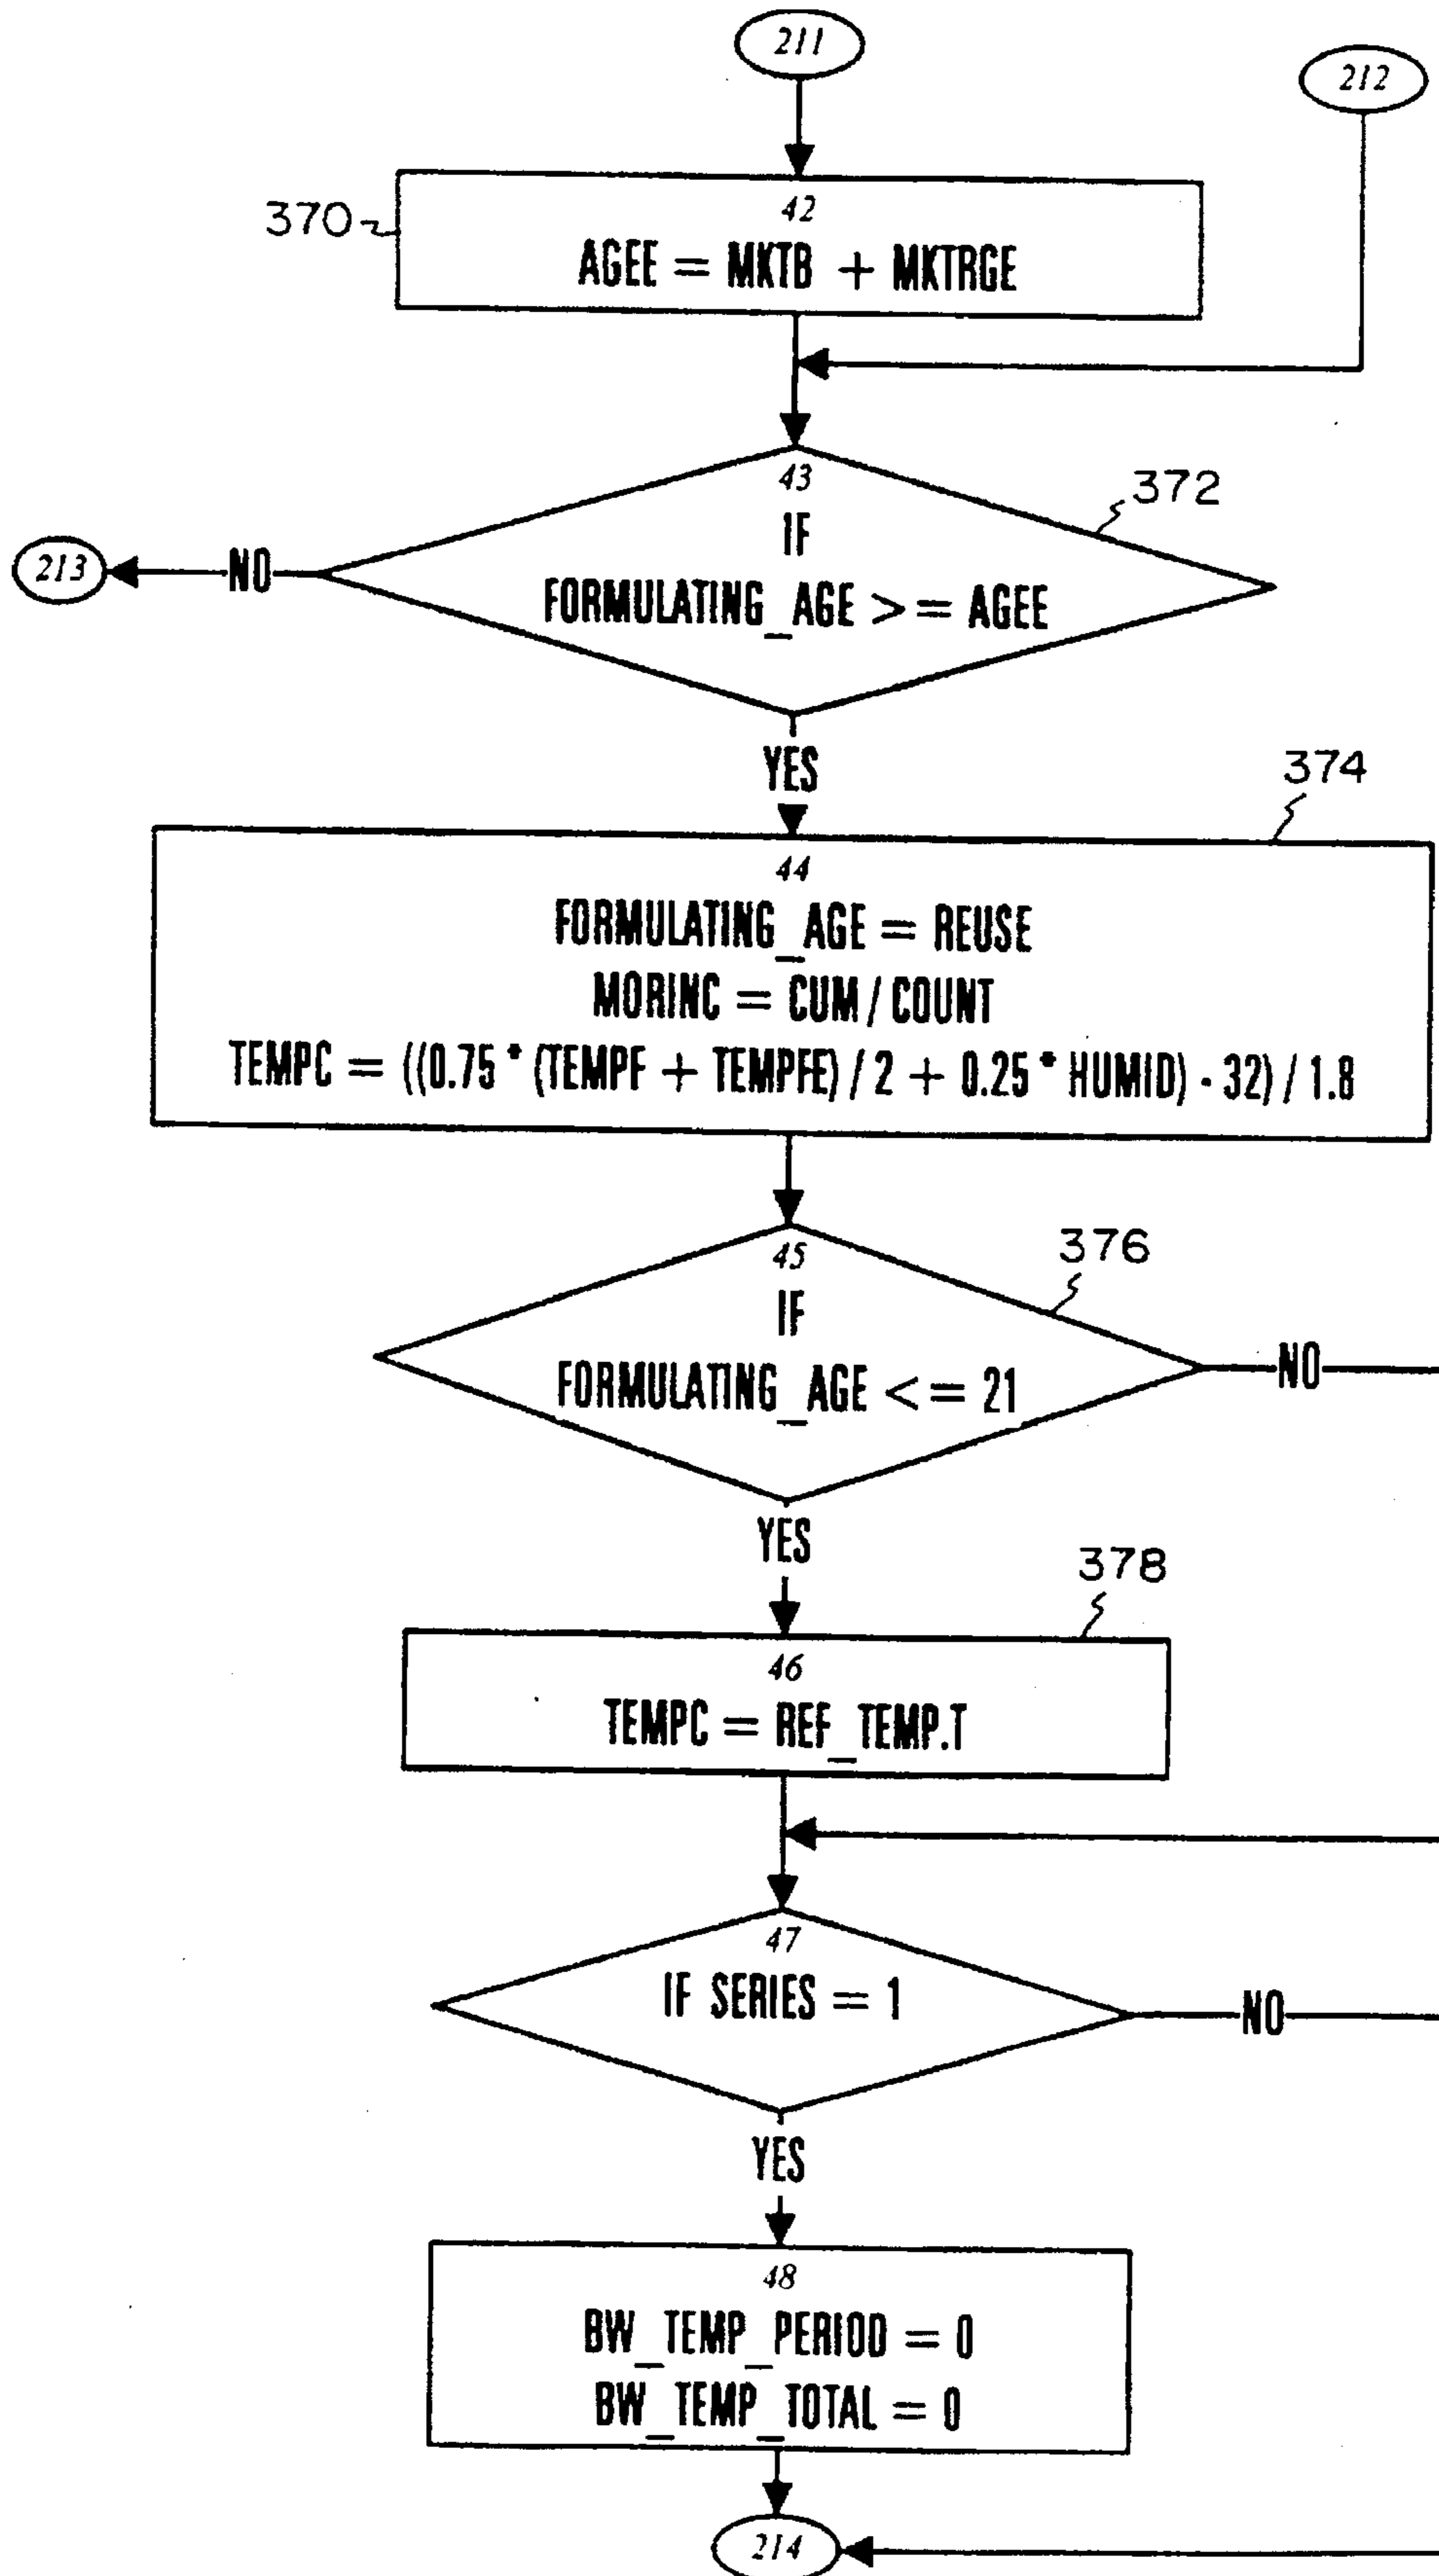 211
212
370
42
AGEE = MKTB + MKTRGE
43
372
IF
FORMULATING_AGE >= AGEE
213
NO
YES
374
44
FORMULATING_AGE = REUSE
MORINC = CUM / COUNT
TEMPC = ((0.75 * (TEMPF + TEMPFE) / 2 + 0.25 * HUMID) - 32) / 1.8
376
45
IF
FORMULATING_AGE <= 21
NO
YES
378
46
TEMPC = REF_TEMP.T
47
IF SERIES = 1
NO
YES
48
BW_TEMP_PERIOD = 0
BW_TEMP_TOTAL = 0
214